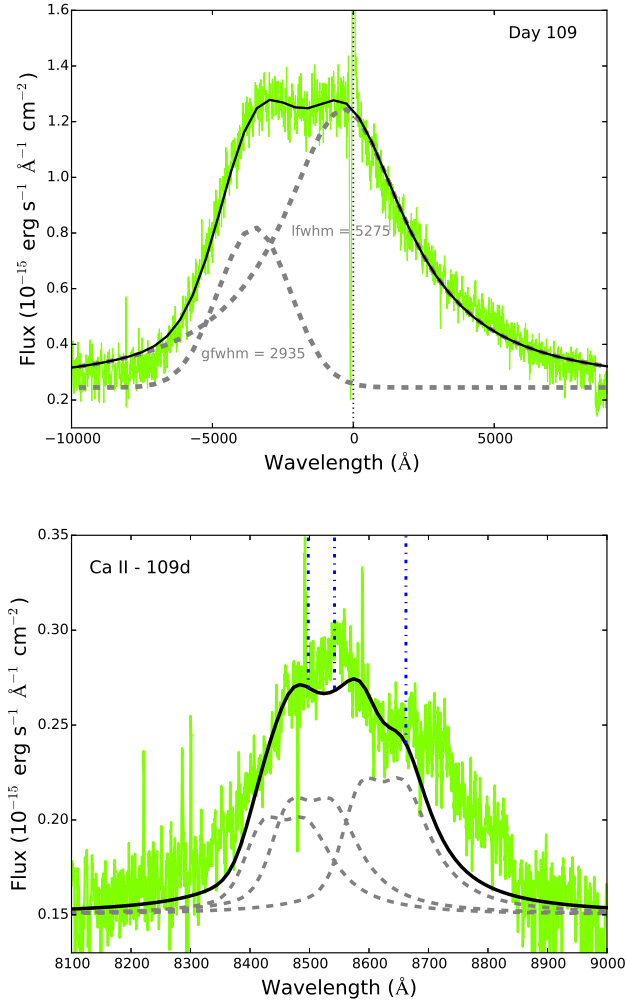 Day 109
Flux (10⁻¹⁵ erg s⁻¹ Å⁻¹ cm⁻²)
1.6
1.4
1.2
1.0
0.8
0.6
0.4
0.2
lfwhm = 5275
gfwhm = 2935
−10000 −5000 0 5000
Wavelength (Å)
Ca II - 109d
Flux (10⁻¹⁵ erg s⁻¹ Å⁻¹ cm⁻²)
0.35
0.30
0.25
0.20
0.15
8100 8200 8300 8400 8500 8600 8700 8800 8900 9000
Wavelength (Å)